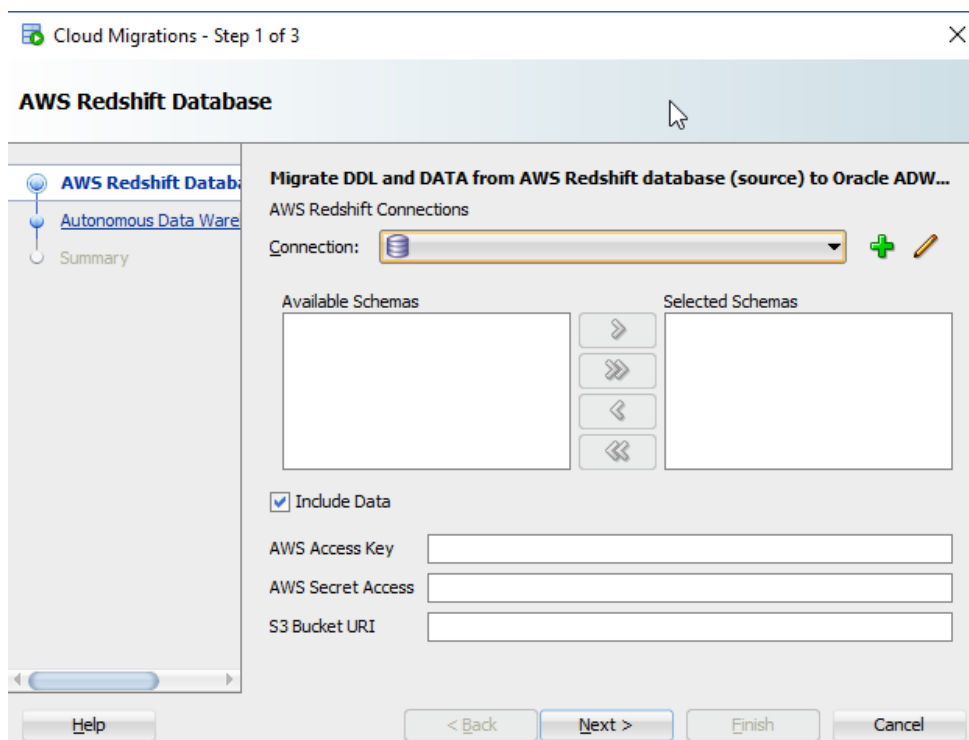 Cloud Migrations - Step 1 of 3
AWS Redshift Database
AWS Redshift Datab
Autonomous Data Ware
Summary
Migrate DDL and DATA from AWS Redshift database (source) to Oracle ADW...
AWS Redshift Connections
Connection:
Available Schemas
Selected Schemas
Include Data
AWS Access Key
AWS Secret Access
S3 Bucket URI
Help
< Back
Next >
Finish
Cancel